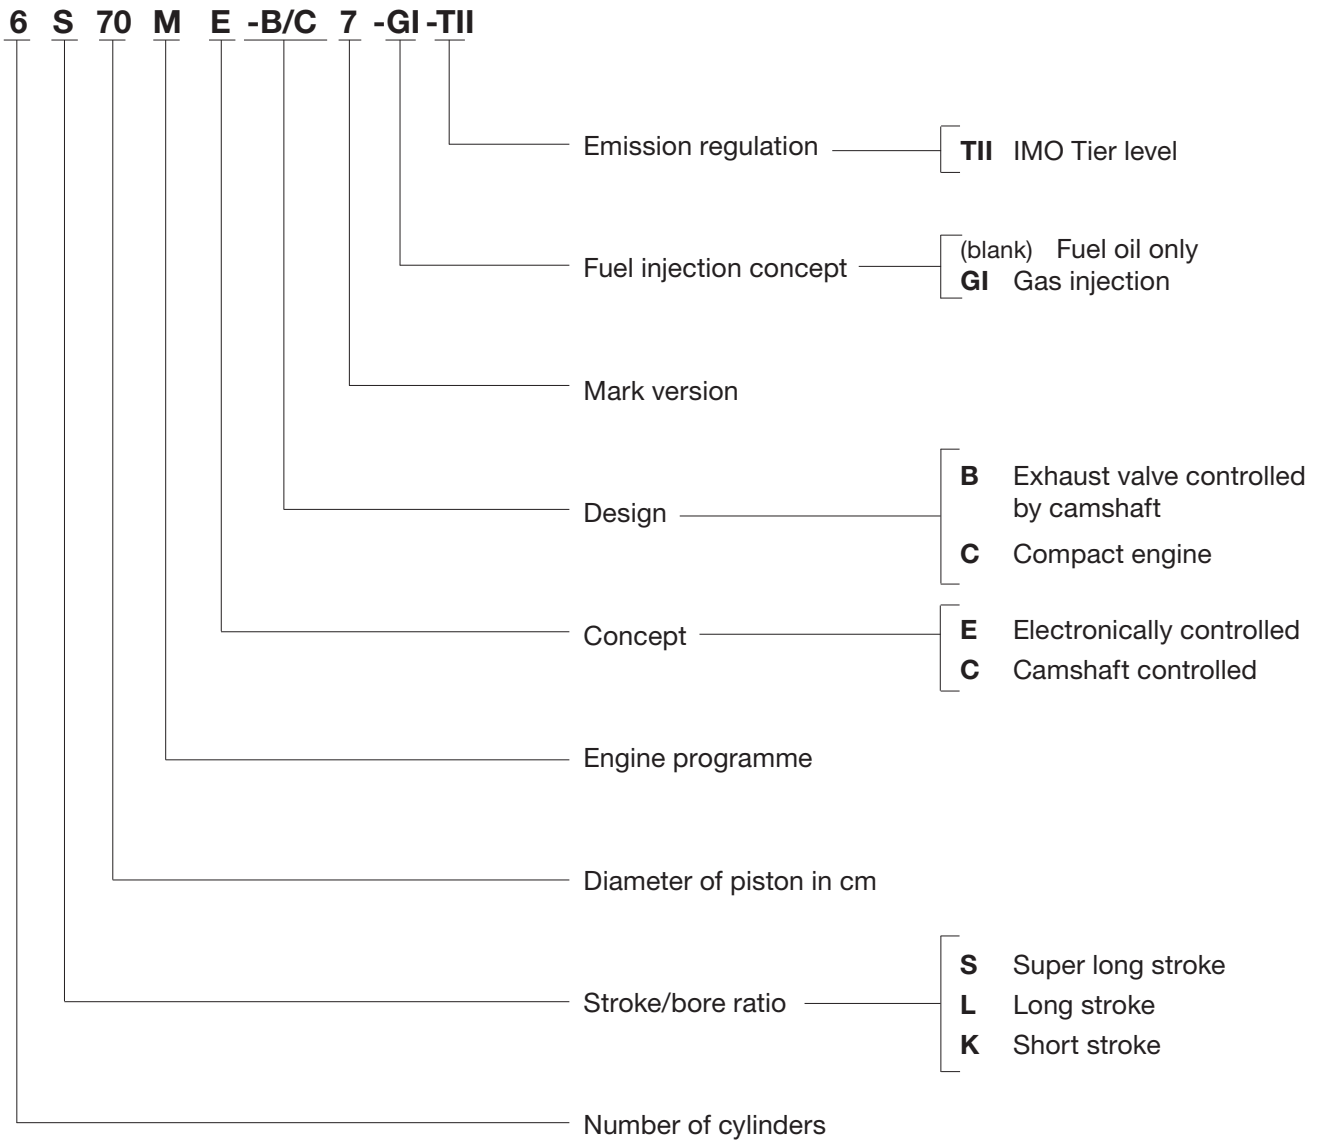 6 S 70 M E -B/C 7 -GI -TII
Emission regulation
TII IMO Tier level
(blank) Fuel oil only
Fuel injection concept
GI Gas injection
Mark version
B Exhaust valve controlled
by camshaft
Design
C Compact engine
E Electronically controlled
Concept
C Camshaft controlled
Engine programme
Diameter of piston in cm
S Super long stroke
Stroke/bore ratio
L Long stroke
K Short stroke
Number of cylinders